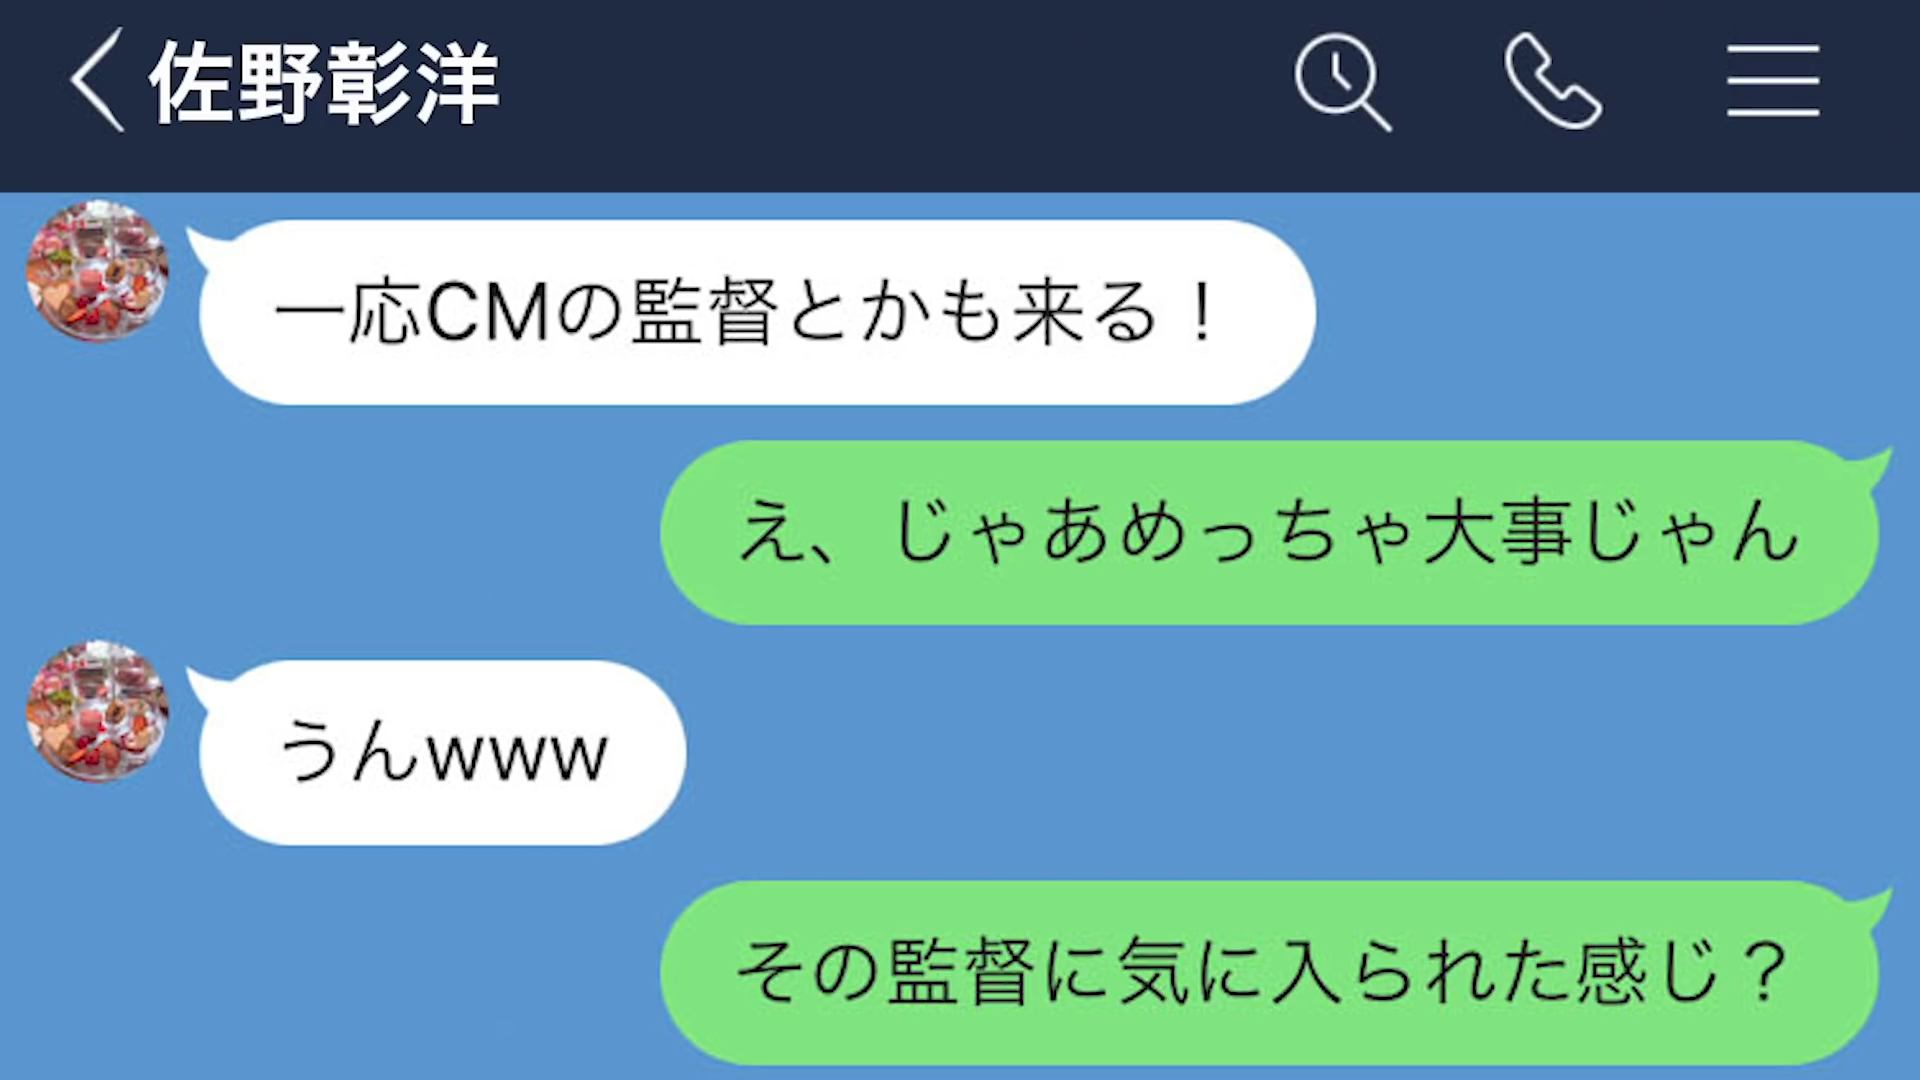 佐野彰洋
一応CMの監督とかも来る！
え、じゃあめっちゃ大事じゃん
うんwww
その監督に気に入られた感じ？